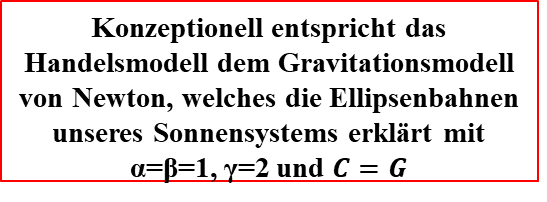 Konzeptionell entspricht das
Handelsmodell dem Gravitationsmodell
von Newton, welches die Ellipsenbahnen
unseres Sonnensystems erklärt mit
α=β=1, γ=2 und 𝑪 = 𝑮